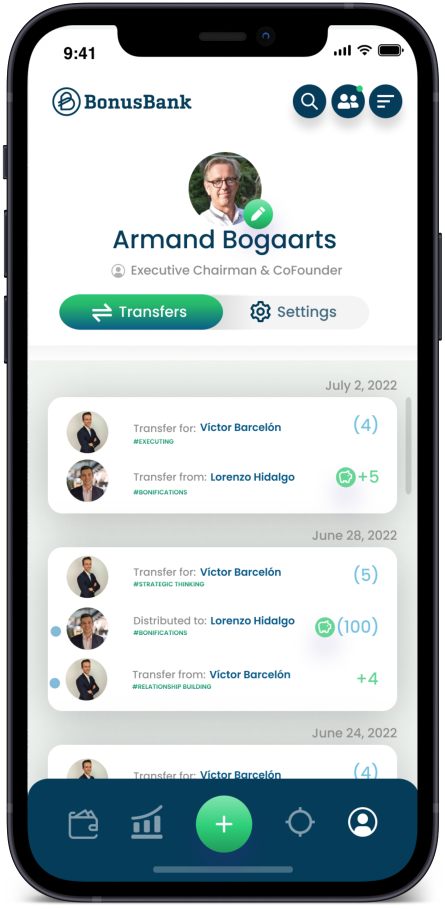 9:41
BonusBank
Armand Bogaarts
Executive Chairman & CoFounder
Transfers
Settings
July 2, 2022
Transfer for: Víctor Barcelón
(4)
#EXECUTING
Transfer from: Lorenzo Hidalgo
+5
#BONIFICATIONS
June 28, 2022
Transfer for: Víctor Barcelón
(5)
#STRATEGIC THINKING
Distributed to: Lorenzo Hidalgo
(100)
#BONIFICATIONS
Transfer from: Víctor Barcelón
+4
#RELATIONSHIP BUILDING
June 24, 2022
Transfer for: Víctor Barcelón
(4)